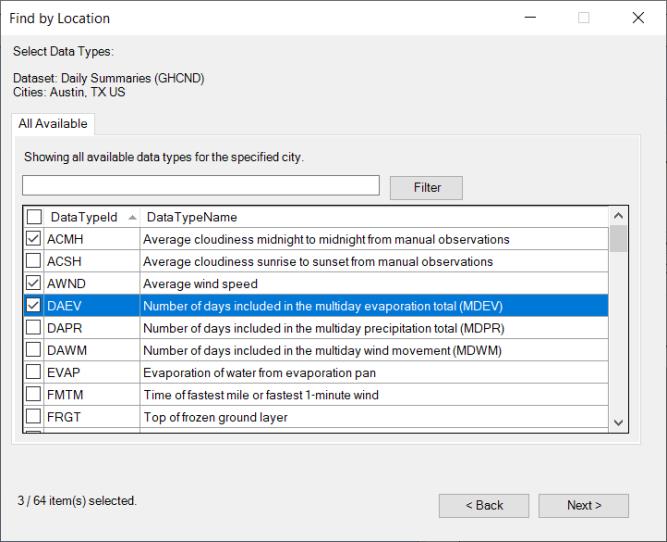 Find by Location
Select Data Types:
Dataset: Daily Summaries (GHCND)
Cities: Austin, TX US
All Available
Showing all available data types for the specified city.
Filter
DataTypeId DataTypeName
ACMH Average cloudiness midnight to midnight from manual observations
ACSH Average cloudiness sunrise to sunset from manual observations
AWND Average wind speed
DAEV Number of days included in the multiday evaporation total (MDEV)
DAPR Number of days included in the multiday precipitation total (MDPR)
DAWM Number of days included in the multiday wind movement (MDWM)
EVAP Evaporation of water from evaporation pan
FMTM Time of fastest mile or fastest 1-minute wind
FRGT Top of frozen ground layer
3 / 64 item(s) selected.
< Back Next >